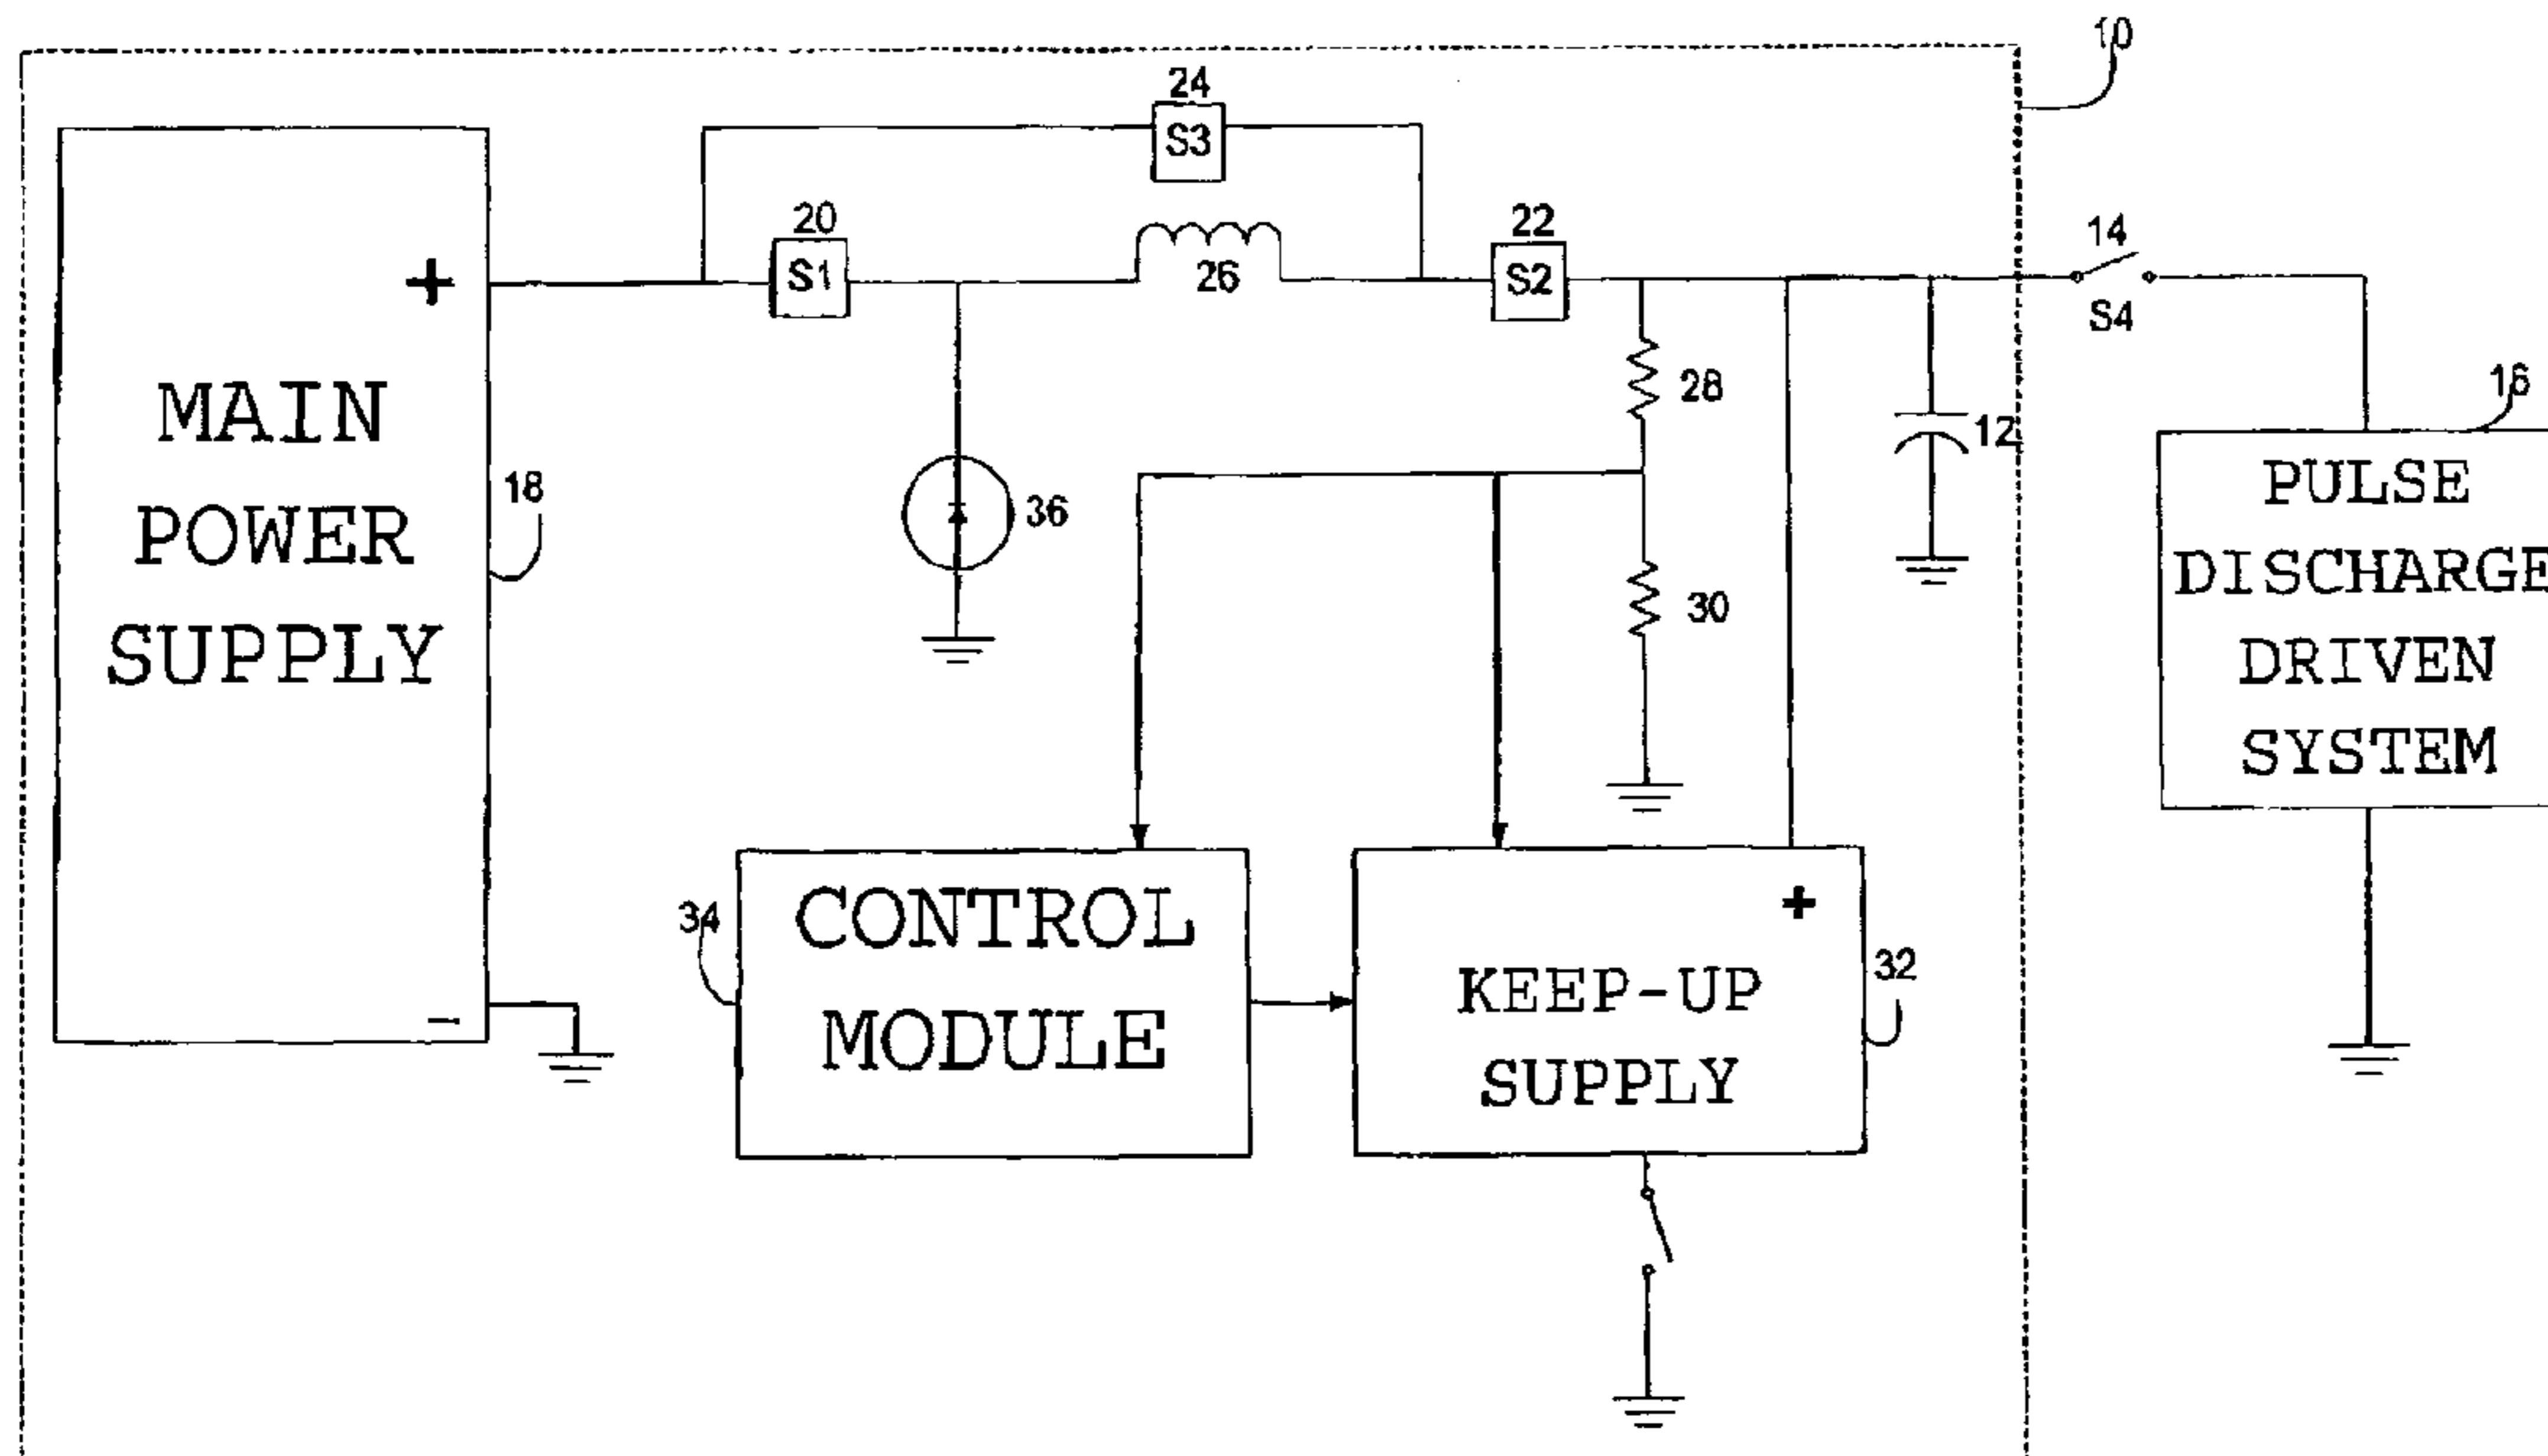 10
24
S3
20
S1
26
22
S2
14
S4
+
MAIN
POWER
SUPPLY
18
-
36
28
30
12
16
PULSE
DISCHARGE
DRIVEN
SYSTEM
34
CONTROL
MODULE
+
KEEP-UP
SUPPLY
32